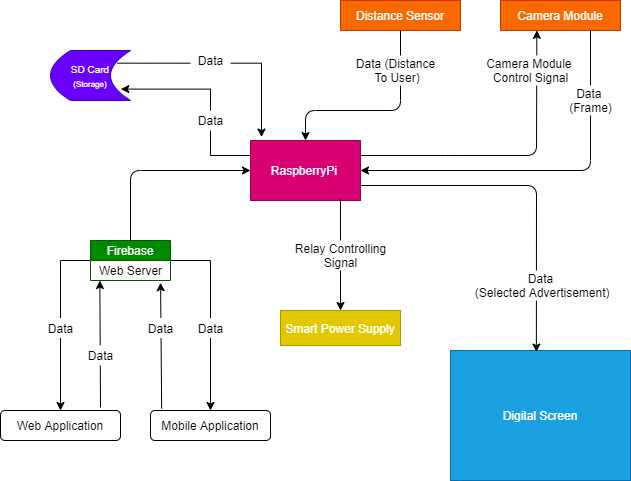 Distance Sensor
Camera Module
Data
SD Card
(Storage)
Data (Distance
To User)
Camera Module
Control Signal
Data
(Frame)
Data
RaspberryPi
Relay Controlling
Signal
Firebase
Web Server
Data
(Selected Advertisement)
Data
Data
Data
Data
Smart Power Supply
Digital Screen
Web Application
Mobile Application